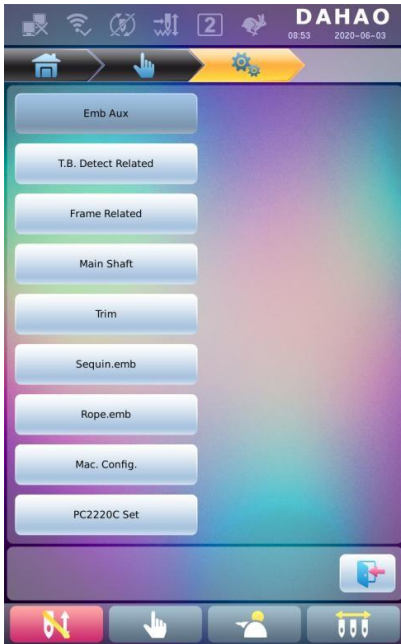 2
DAHAO
08:53 2020-06-03
Emb Aux
T.B. Detect Related
Frame Related
Main Shaft
Trim
Sequin.emb
Rope.emb
Mac. Config.
PC2220C Set